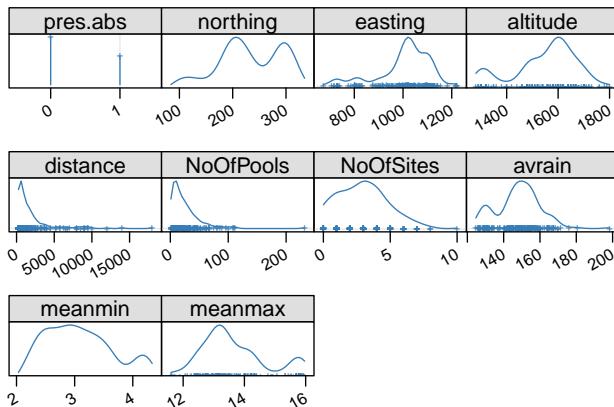 pres.abs northing easting altitude
0 1 100 200 300 800 1000 1200 1400 1600 1800
distance NoOfPools NoOfSites avrain
0 5000 10000 15000 0 100 200 0 5 10 140 160 180 200
meanmin meanmax
2 3 4 12 14 16